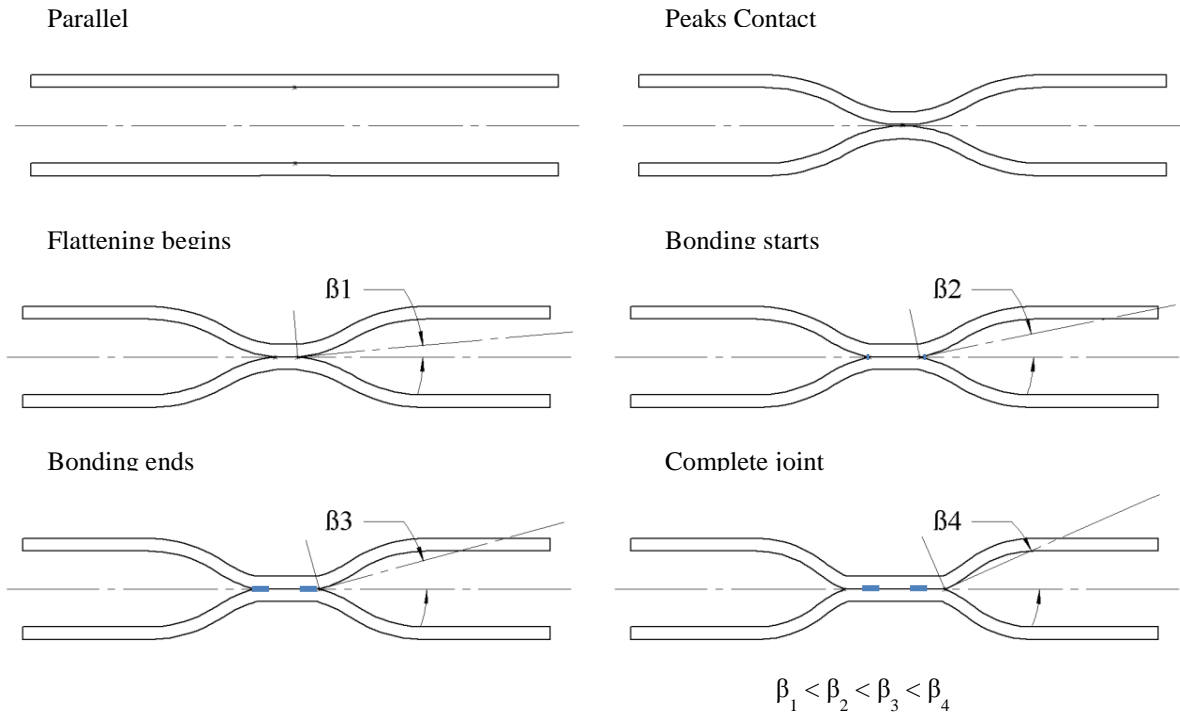 Parallel
Peaks Contact
Flattening begins
Bonding starts
ß1
ß2
Bonding ends
Complete joint
ß3
ß4
β₁ < β₂ < β₃ < β₄